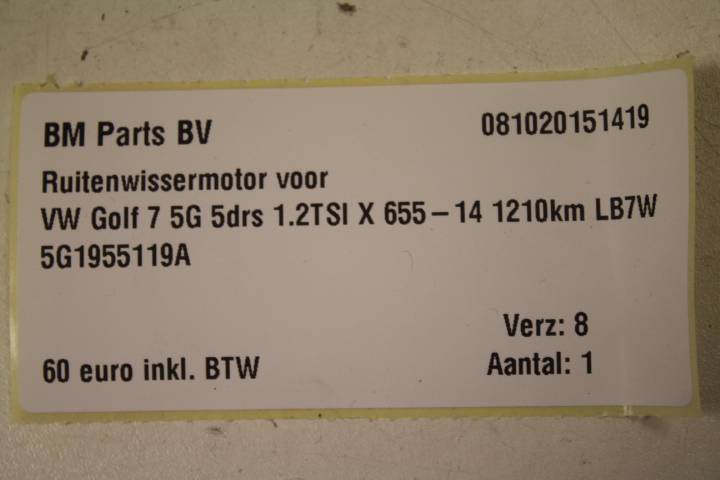 BM Parts BV 081020151419
Ruitenwissermotor voor
VW Golf 7 5G 5drs 1.2TSI X 655-14 1210km LB7W
5G1955119A
Verz: 8
60 euro inkl. BTW Aantal: 1